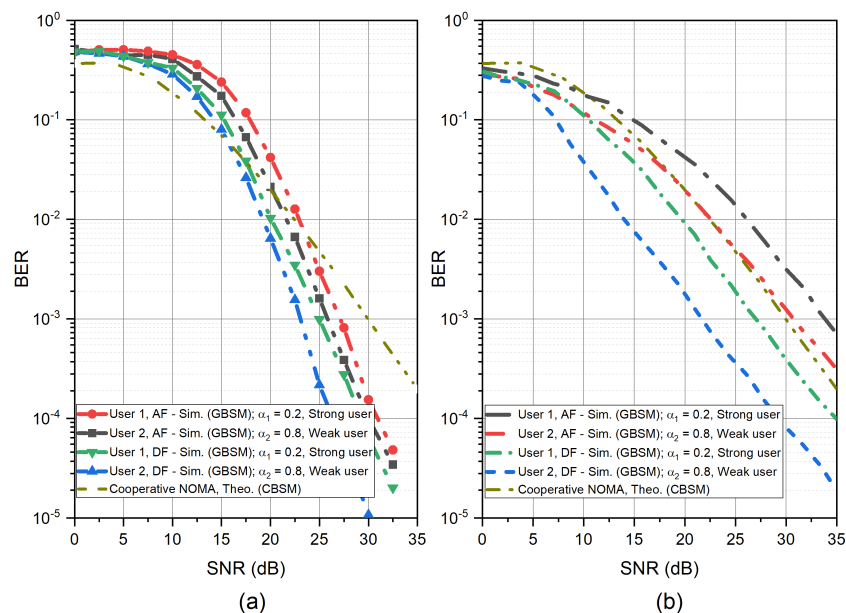 10⁰
10⁻¹
10⁻²
10⁻³
10⁻⁴
10⁻⁵
BER
0 5 10 15 20 25 30 35
SNR (dB)
User 1, AF - Sim. (GBSM); α₁ = 0.2, Strong user
User 2, AF - Sim. (GBSM); α₂ = 0.8, Weak user
User 1, DF - Sim. (GBSM); α₁ = 0.2, Strong user
User 2, DF - Sim. (GBSM); α₂ = 0.8, Weak user
Cooperative NOMA, Theo. (CBSM)
(a)
10⁰
10⁻¹
10⁻²
10⁻³
10⁻⁴
10⁻⁵
BER
0 5 10 15 20 25 30 35
SNR (dB)
User 1, AF - Sim. (GBSM); α₁ = 0.2, Strong user
User 2, AF - Sim. (GBSM); α₂ = 0.8, Weak user
User 1, DF - Sim. (GBSM); α₁ = 0.2, Strong user
User 2, DF - Sim. (GBSM); α₂ = 0.8, Weak user
Cooperative NOMA, Theo. (CBSM)
(b)